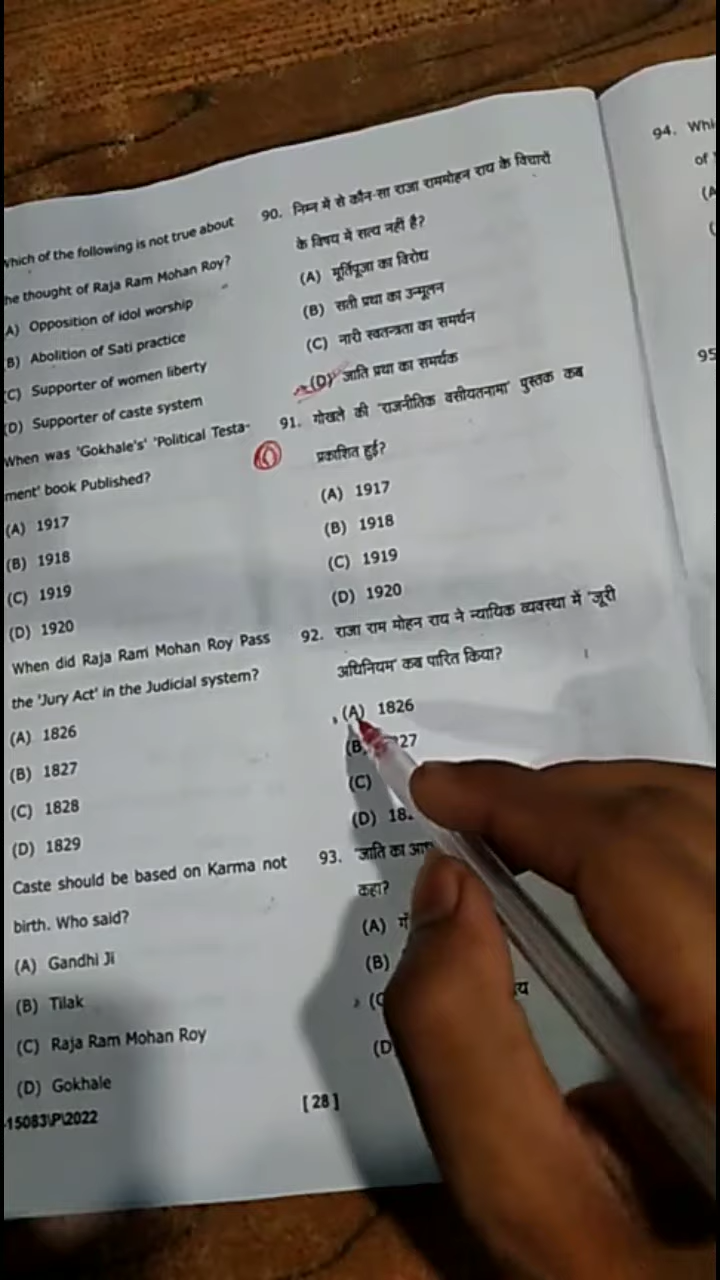 Which of the following is not true about
he thought of Raja Ram Mohan Roy?
A) Opposition of idol worship
B) Abolition of Sati practice
C) Supporter of women liberty
(D) Supporter of caste system
When was 'Gokhale's' 'Political Testa-
ment' book Published?
(A) 1917
(B) 1918
(C) 1919
(D) 1920
When did Raja Ram Mohan Roy Pass
the 'Jury Act' in the Judicial system?
(A) 1826
(B) 1827
(C) 1828
(D) 1829
Caste should be based on Karma not
birth. Who said?
(A) Gandhi Ji
(B) Tilak
(C) Raja Ram Mohan Roy
(D) Gokhale
-15083\P\2022
90. निम्न में से कौन-सा राजा राममोहन राय के विचारों
के विषय में सत्य नहीं है?
(A) मूर्तिपूजा का विरोध
(B) सती प्रथा का उन्मूलन
(C) नारी स्वतन्त्रता का समर्थन
(D) जाति प्रथा का समर्थक
91. गोखले की 'राजनीतिक वसीयतनामा' पुस्तक कब
प्रकाशित हुई?
(A) 1917
(B) 1918
(C) 1919
(D) 1920
92. राजा राम मोहन राय ने न्यायिक व्यवस्था में 'जूरी
अधिनियम' कब पारित किया?
(A) 1826
(B) 27
(C)
(D) 18
93. 'जाति का
कहा?
(A)
(B)
(C य
(D
[ 28 ]
94. Whi
of
(A
95